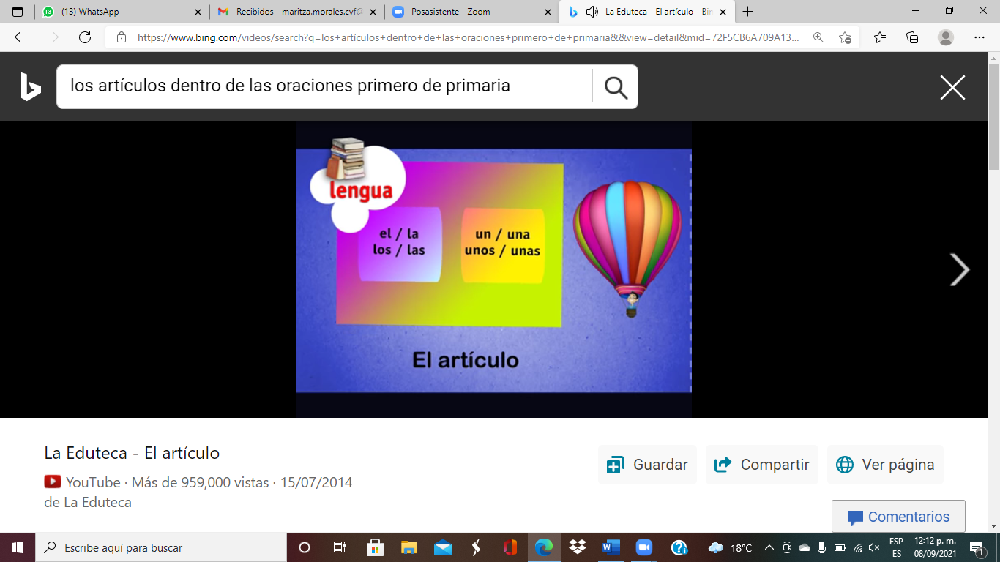 (13) WhatsApp
Recibidos - maritza.morales.cvf@
Posasistente - Zoom
La Eduteca - El artículo - Bin
https://www.bing.com/videos/search?q=los+artículos+dentro+de+las+oraciones+primero+de+primaria&&view=detail&mid=72F5CB6A709A13...
los artículos dentro de las oraciones primero de primaria
lengua
el / la
los / las
un / una
unos / unas
El artículo
La Eduteca - El artículo
YouTube · Más de 959,000 vistas · 15/07/2014
de La Eduteca
Guardar
Compartir
Ver página
Comentarios
Escribe aquí para buscar
18°C
ESP
ES
12:12 p. m.
08/09/2021
1